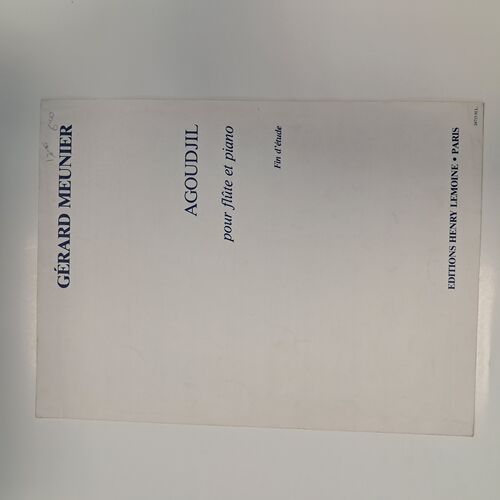 GÉRARD MEUNIER
AGOUDJIL
pour flûte et piano
Fin d'étude
EDITIONS HENRY LEMOINE • PARIS